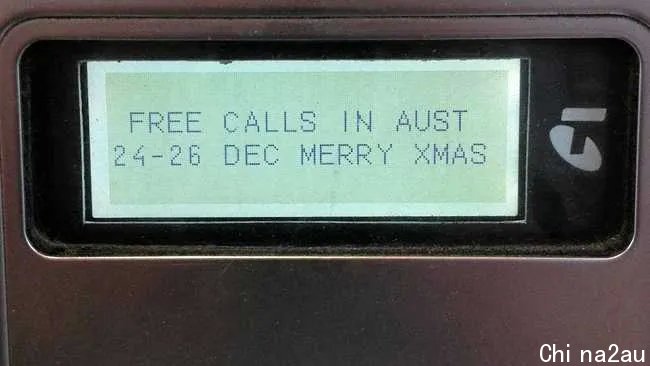 FREE CALLS IN AUST
24-26 DEC MERRY XMAS
Chi na2au